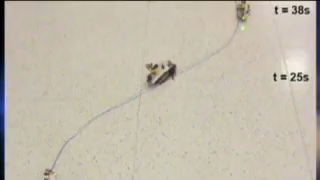 t = 38s
t = 25s